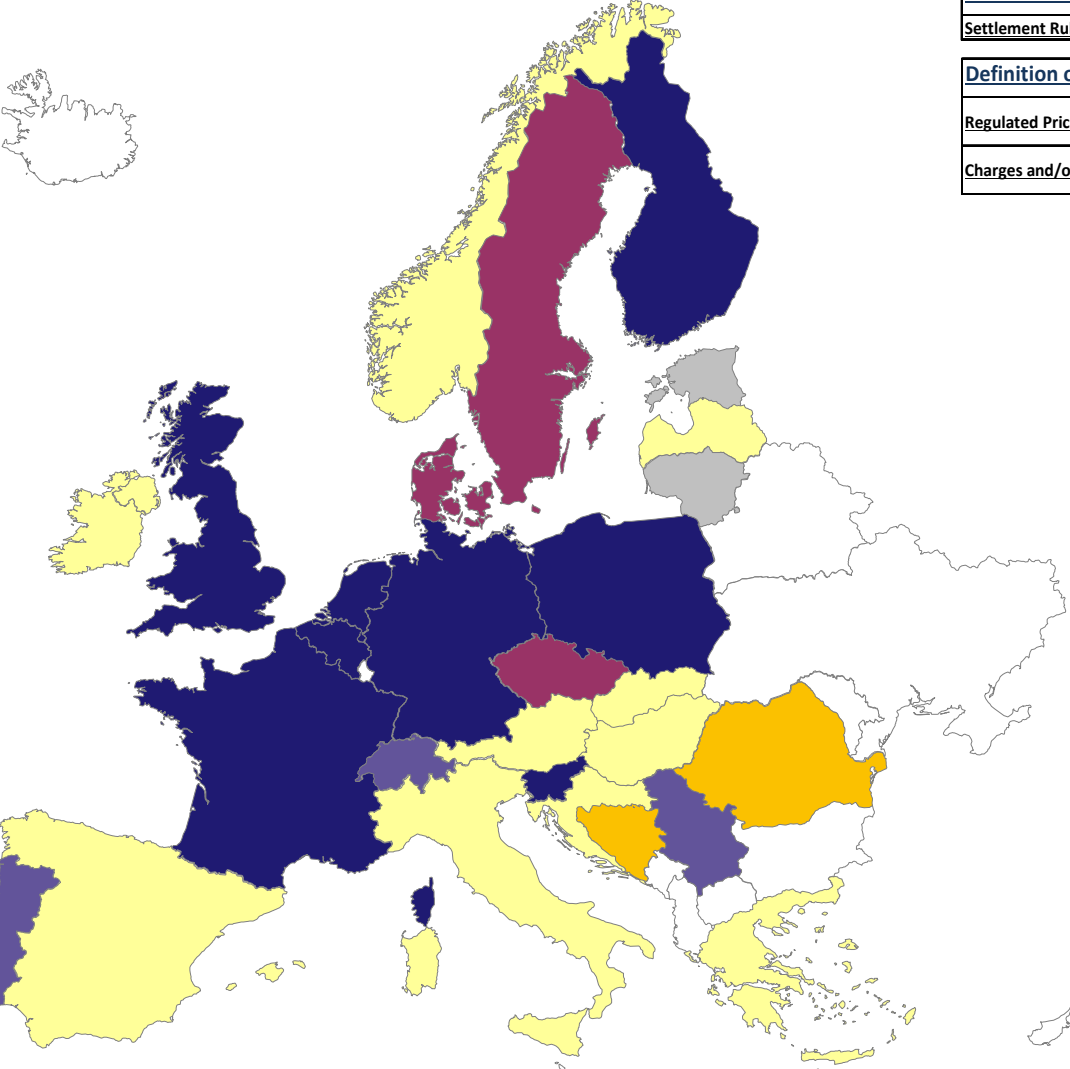 Settlement Ru
Definition o
Regulated Pric
Charges and/o